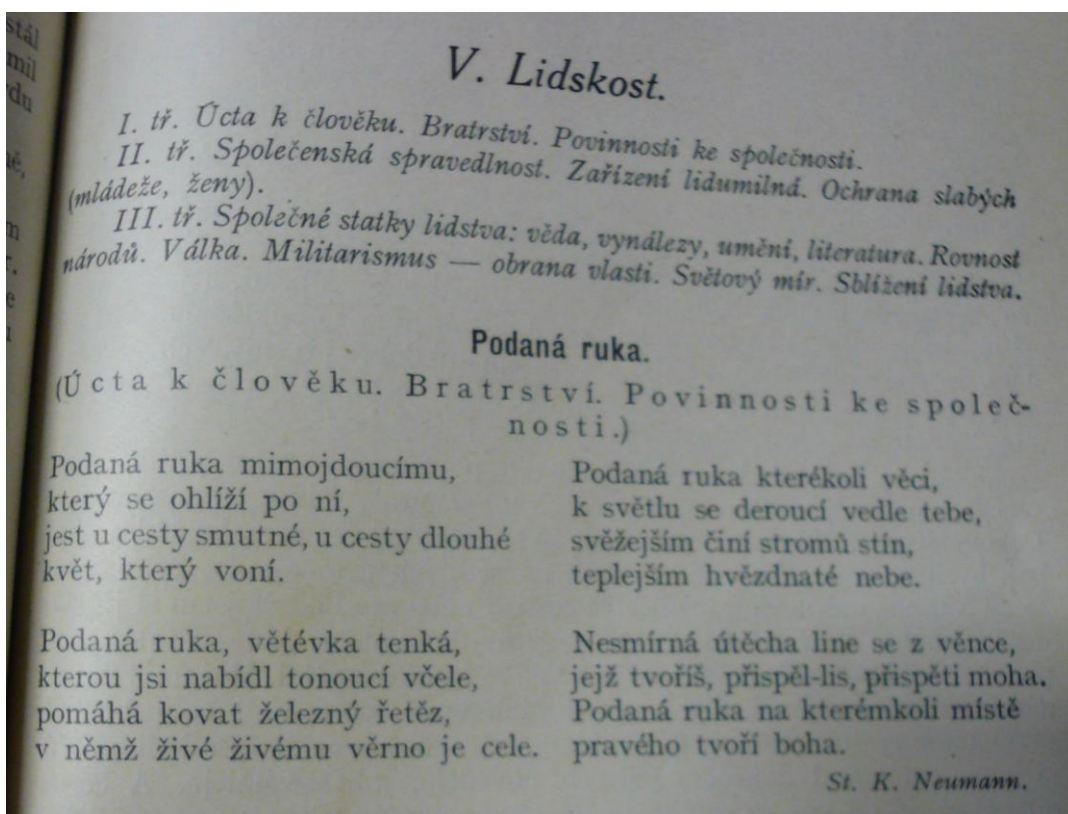 stál
mil
du
V. Lidskost.
I. tř. Úcta k člověku. Bratrství. Povinnosti ke společnosti.
II. tř. Společenská spravedlnost. Zařízení lidumilná. Ochrana slabých
(mládeže, ženy).
III. tř. Společné statky lidstva: věda, vynálezy, umění, literatura. Rovnost
národů. Válka. Militarismus — obrana vlasti. Světový mír. Sblížení lidstva.
Podaná ruka.
(Úcta k člověku. Bratrství. Povinnosti ke společ-
nosti.)
Podaná ruka mimojdoucímu,
který se ohlíží po ní,
jest u cesty smutné, u cesty dlouhé
květ, který voní.
Podaná ruka, větévka tenká,
kterou jsi nabídl tonoucí včele,
pomáhá kovat železný řetěz,
v němž živé živému věrno je cele.
Podaná ruka kterékoli věci,
k světlu se deroucí vedle tebe,
svěžejším činí stromů stín,
teplejším hvězdnaté nebe.
Nesmírná útěcha line se z věnce,
jejž tvoříš, přispěl-lis, přispěti moha.
Podaná ruka na kterémkoli místě
pravého tvoří boha.
St. K. Neumann.